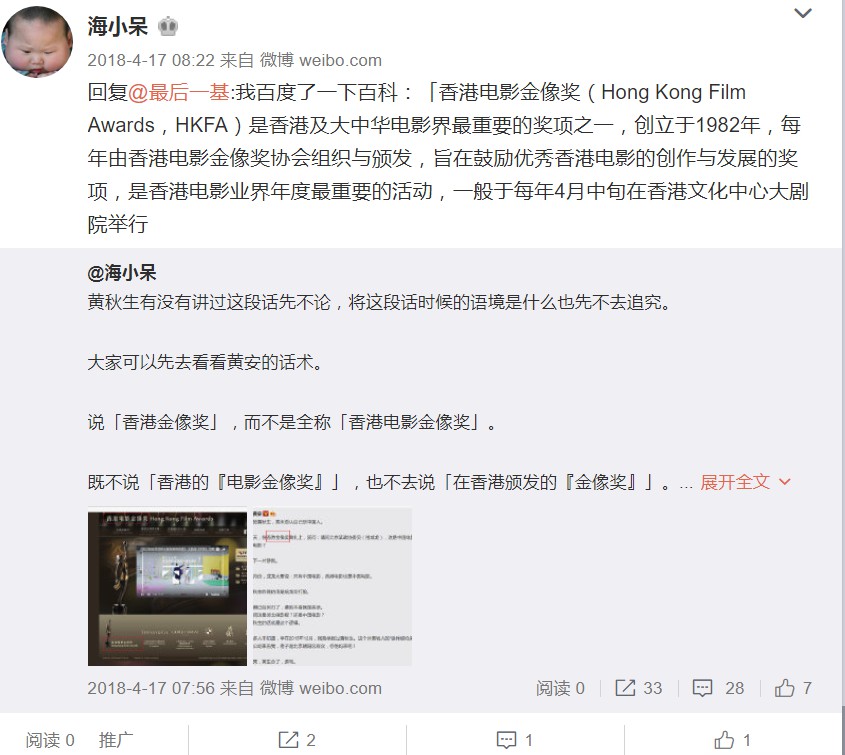 海小呆
2018-4-17 08:22 来自 微博 weibo.com
回复@最后一基:我百度了一下百科：「香港电影金像奖（Hong Kong Film
Awards，HKFA）是香港及大中华电影界最重要的奖项之一，创立于1982年，每
年由香港电影金像奖协会组织与颁发，旨在鼓励优秀香港电影的创作与发展的奖
项，是香港电影业界年度最重要的活动，一般于每年4月中旬在香港文化中心大剧
院举行
@海小呆
黄秋生有没有讲过这段话先不论，将这段话时候的语境是什么也先不去追究。
大家可以先去看看黄安的话术。
说「香港金像奖」，而不是全称「香港电影金像奖」。
既不说「香港的『电影金像奖』」，也不去说「在香港颁发的『金像奖』」。... 展开全文
Hong Kong Film Awards
2018-4-17 07:56 来自 微博 weibo.com
阅读 0
33
28
7
阅读 0 推广
2
1
1